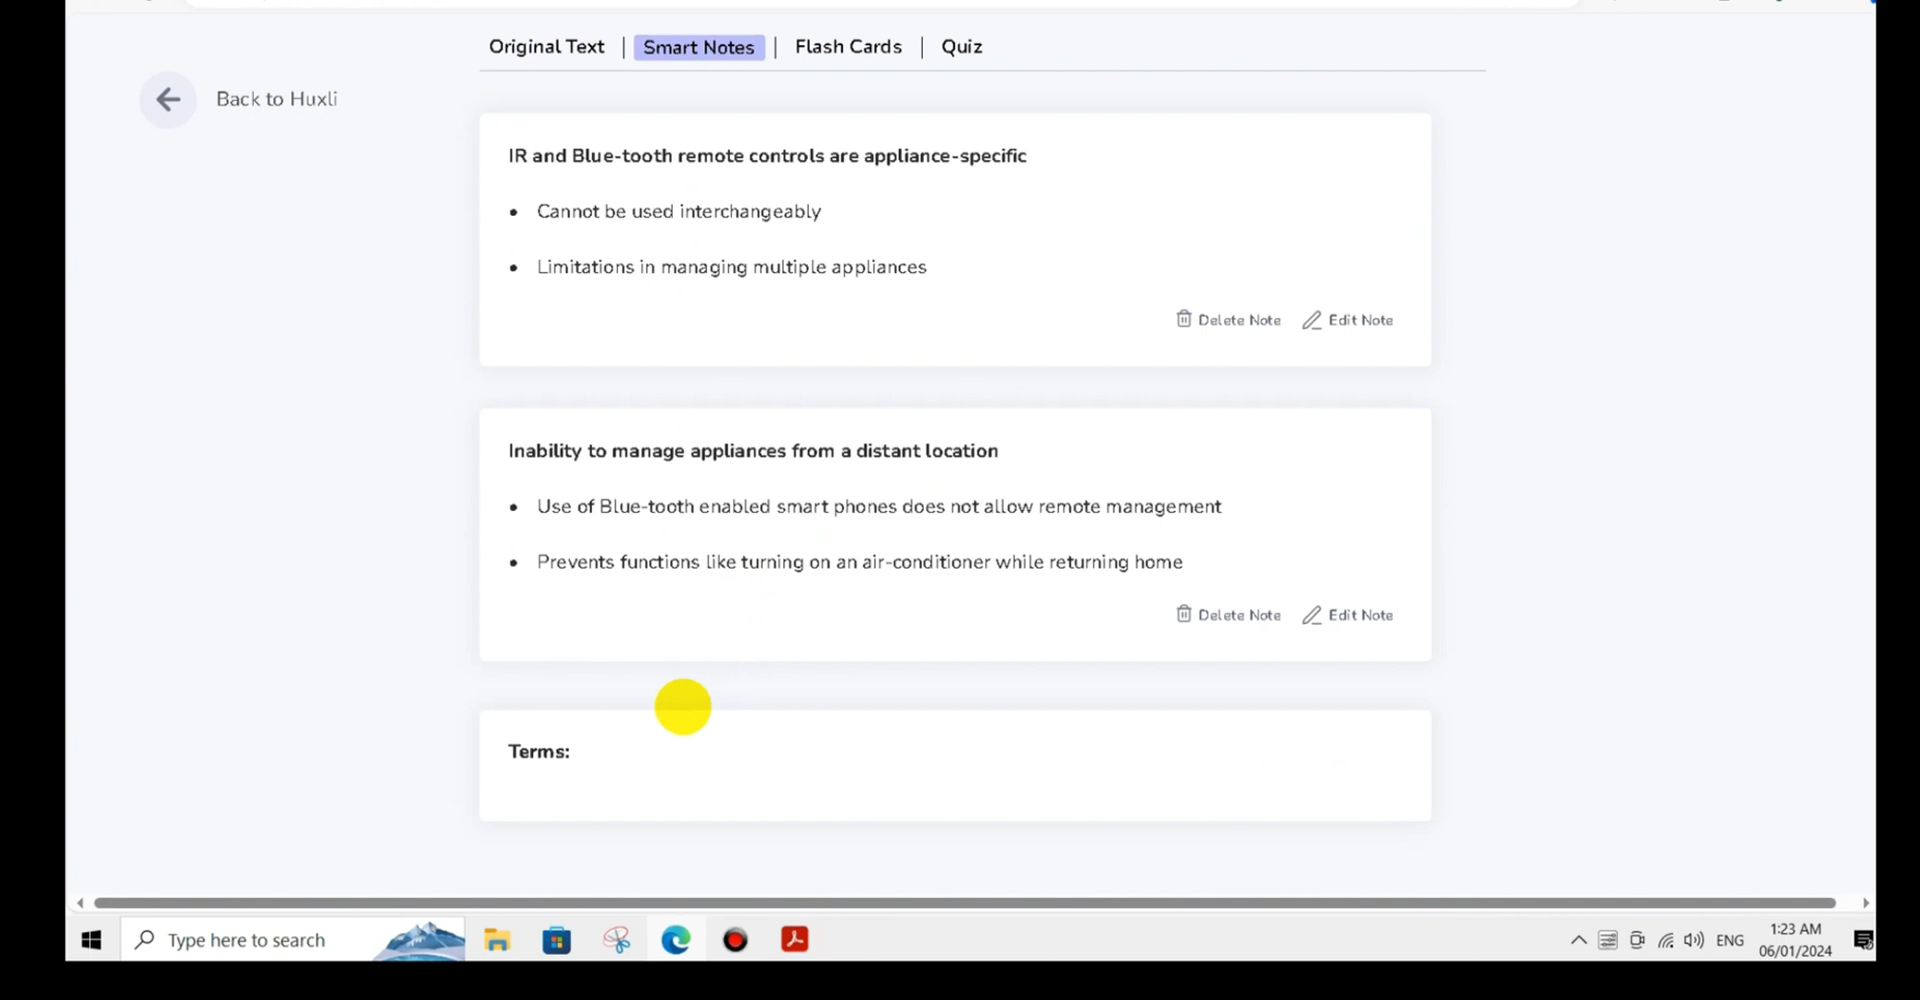 Original Text | Smart Notes | Flash Cards | Quiz
Back to Huxli
IR and Blue-tooth remote controls are appliance-specific
• Cannot be used interchangeably
• Limitations in managing multiple appliances
Delete Note Edit Note
Inability to manage appliances from a distant location
• Use of Blue-tooth enabled smart phones does not allow remote management
• Prevents functions like turning on an air-conditioner while returning home
Delete Note Edit Note
Terms:
Type here to search
ENG
1:23 AM
06/01/2024